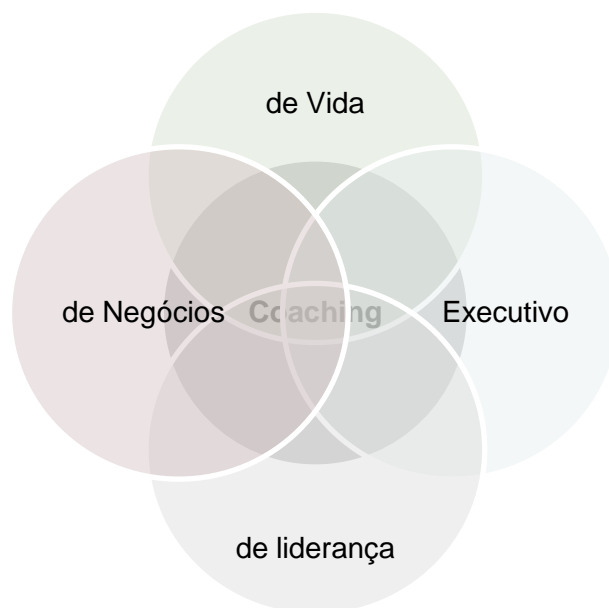 de Vida
de Negócios
Coaching
Executivo
de liderança